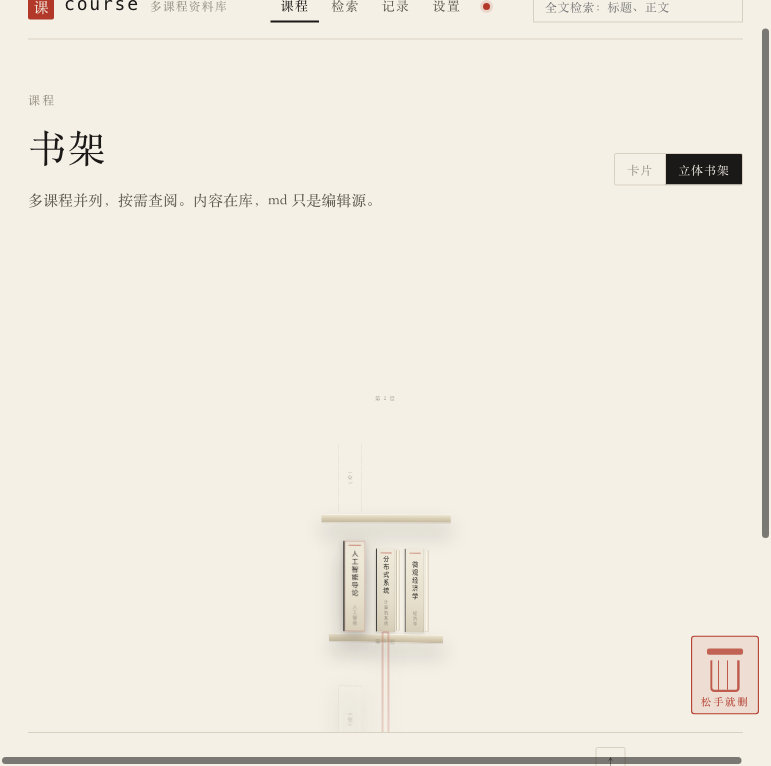 课 course 多课程资料库 课程 检索 记录 设置 全文检索：标题、正文
课程
书架
多课程并列，按需查阅。内容在库、md 只是编辑源。
卡片 立体书架
人工智能导论
分布式系统
微观经济学
松手就删
↑